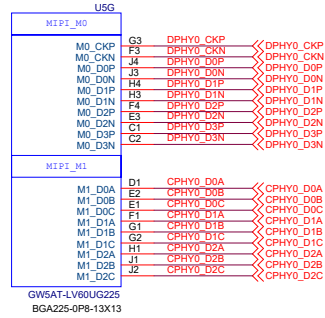 U5G
MIPI_M0
M0_CKP G3 DPHY0_CKP DPHY0_CKP
M0_CKN F3 DPHY0_CKN DPHY0_CKN
M0_D0P J4 DPHY0_D0P DPHY0_D0P
M0_D0N J3 DPHY0_D0N DPHY0_D0N
M0_D1P H4 DPHY0_D1P DPHY0_D1P
M0_D1N H3 DPHY0_D1N DPHY0_D1N
M0_D2P F4 DPHY0_D2P DPHY0_D2P
M0_D2N E3 DPHY0_D2N DPHY0_D2N
M0_D3P C1 DPHY0_D3P DPHY0_D3P
M0_D3N C2 DPHY0_D3N DPHY0_D3N
MIPI_M1
M1_D0A D1 CPHY0_D0A CPHY0_D0A
M1_D0B E2 CPHY0_D0B CPHY0_D0B
M1_D0C E1 CPHY0_D0C CPHY0_D0C
M1_D1A F1 CPHY0_D1A CPHY0_D1A
M1_D1B G1 CPHY0_D1B CPHY0_D1B
M1_D1C G2 CPHY0_D1C CPHY0_D1C
M1_D2A H1 CPHY0_D2A CPHY0_D2A
M1_D2B J1 CPHY0_D2B CPHY0_D2B
M1_D2C J2 CPHY0_D2C CPHY0_D2C
GW5AT-LV60UG225
BGA225-0P8-13X13